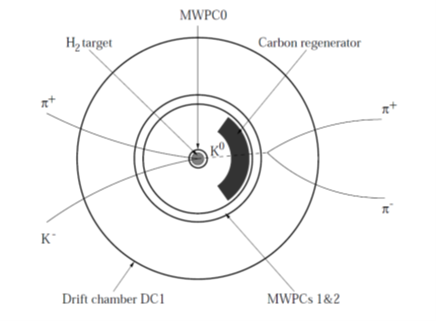 MWPC0
H₂ target
Carbon regenerator
π⁺
π⁺
K⁰
π⁻
K⁻
Drift chamber DC1
MWPCs 1&2